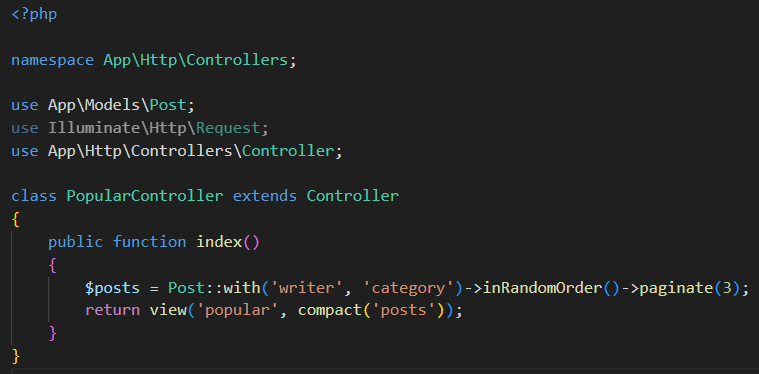 <?php
namespace App\Http\Controllers;
use App\Models\Post;
use Illuminate\Http\Request;
use App\Http\Controllers\Controller;
class PopularController extends Controller
{
    public function index()
    {
        $posts = Post::with('writer', 'category')->inRandomOrder()->paginate(3);
        return view('popular', compact('posts'));
    }
}